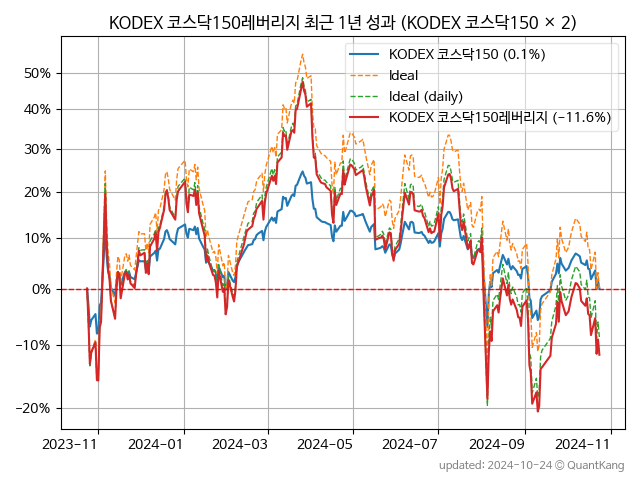 KODEX 코스닥150레버리지 최근 1년 성과 (KODEX 코스닥150 × 2)
KODEX 코스닥150 (0.1%)
Ideal
Ideal (daily)
KODEX 코스닥150레버리지 (−11.6%)
50%
40%
30%
20%
10%
0%
−10%
−20%
2023-11
2024-01
2024-03
2024-05
2024-07
2024-09
2024-11
updated: 2024-10-24 © QuantKang